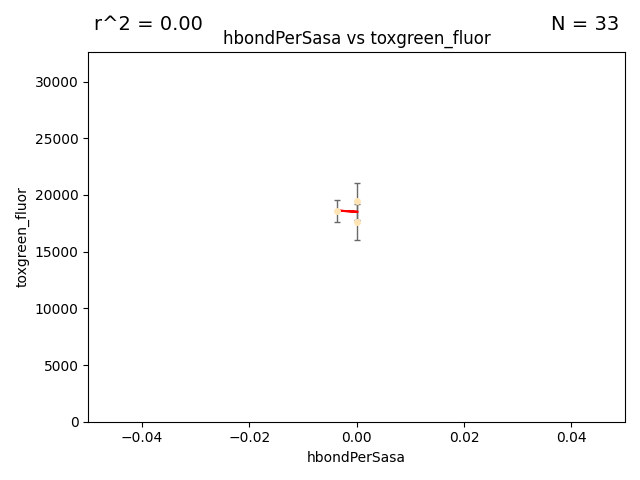 r^2 = 0.00
N = 33
hbondPerSasa vs toxgreen_fluor
30000
25000
20000
15000
10000
5000
0
toxgreen_fluor
−0.04
−0.02
0.00
0.02
0.04
hbondPerSasa